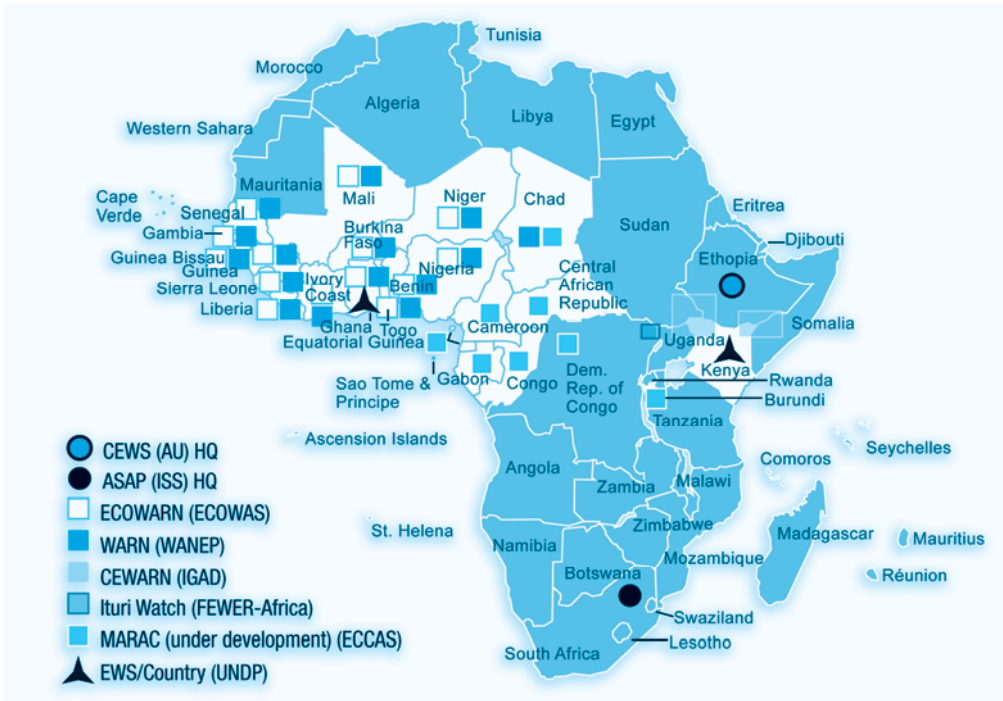 Tunisia
Morocco
Algeria
Libya
Egypt
Western Sahara
Mauritania
Mali
Niger
Chad
Cape
Verde
Senegal
Sudan
Eritrea
Gambia
Burkina
Faso
Djibouti
Guinea Bissau
Guinea
Nigeria
Ethiopia
Sierra Leone
Ivory
Coast
Benin
Central
African
Republic
Liberia
Ghana
Togo
Cameroon
Somalia
Equatorial Guinea
Uganda
Kenya
Sao Tome &
Principe
Gabon
Congo
Dem.
Rep. of
Congo
Rwanda
Burundi
Tanzania
Ascension Islands
Seychelles
Comoros
Angola
Zambia
Malawi
St. Helena
Zimbabwe
Madagascar
Mauritius
Namibia
Mozambique
Botswana
Réunion
Swaziland
Lesotho
South Africa
CEWS (AU) HQ
ASAP (ISS) HQ
ECOWARN (ECOWAS)
WARN (WANEP)
CEWARN (IGAD)
Ituri Watch (FEWER-Africa)
MARAC (under development) (ECCAS)
EWS/Country (UNDP)